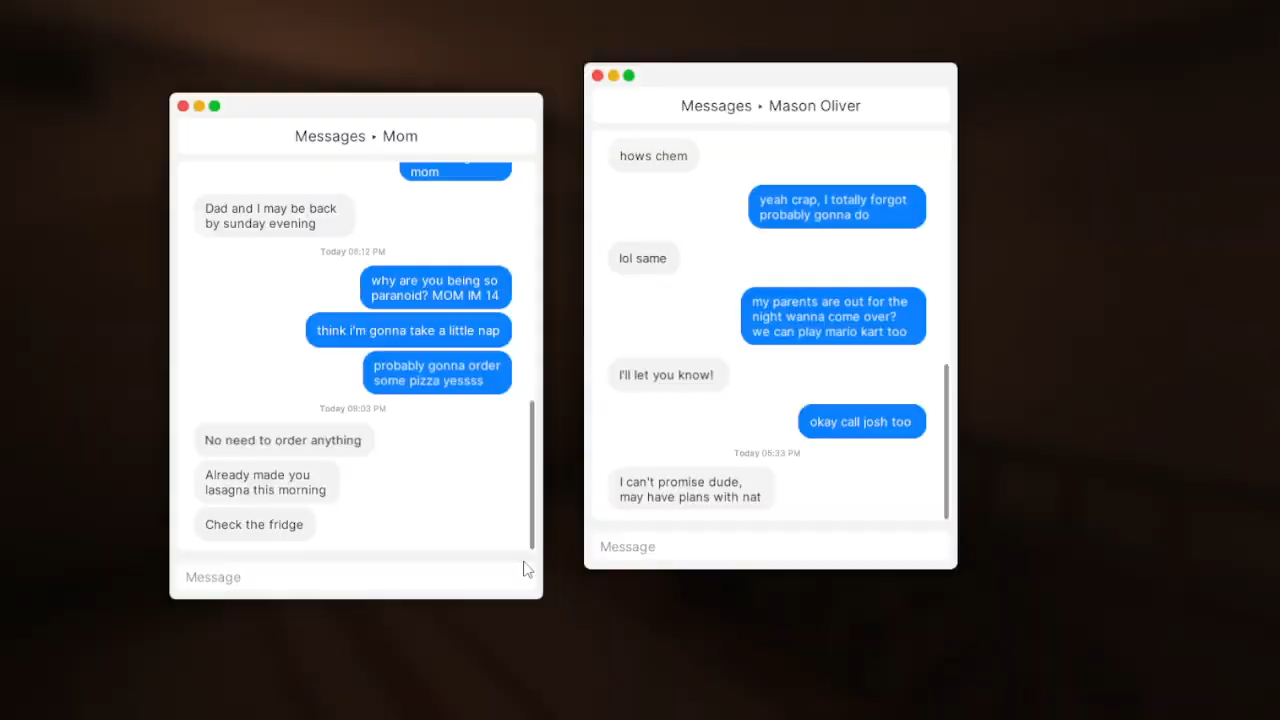 Messages ‣ Mom
mom
Dad and I may be back
by sunday evening
Today 06:12 PM
why are you being so
paranoid? MOM IM 14
think i'm gonna take a little nap
probably gonna order
some pizza yessss
Today 09:03 PM
No need to order anything
Already made you
lasagna this morning
Check the fridge
Message
Messages ‣ Mason Oliver
hows chem
yeah crap, I totally forgot
probably gonna do
lol same
my parents are out for the
night wanna come over?
we can play mario kart too
I'll let you know!
okay call josh too
Today 06:33 PM
I can't promise dude,
may have plans with nat
Message